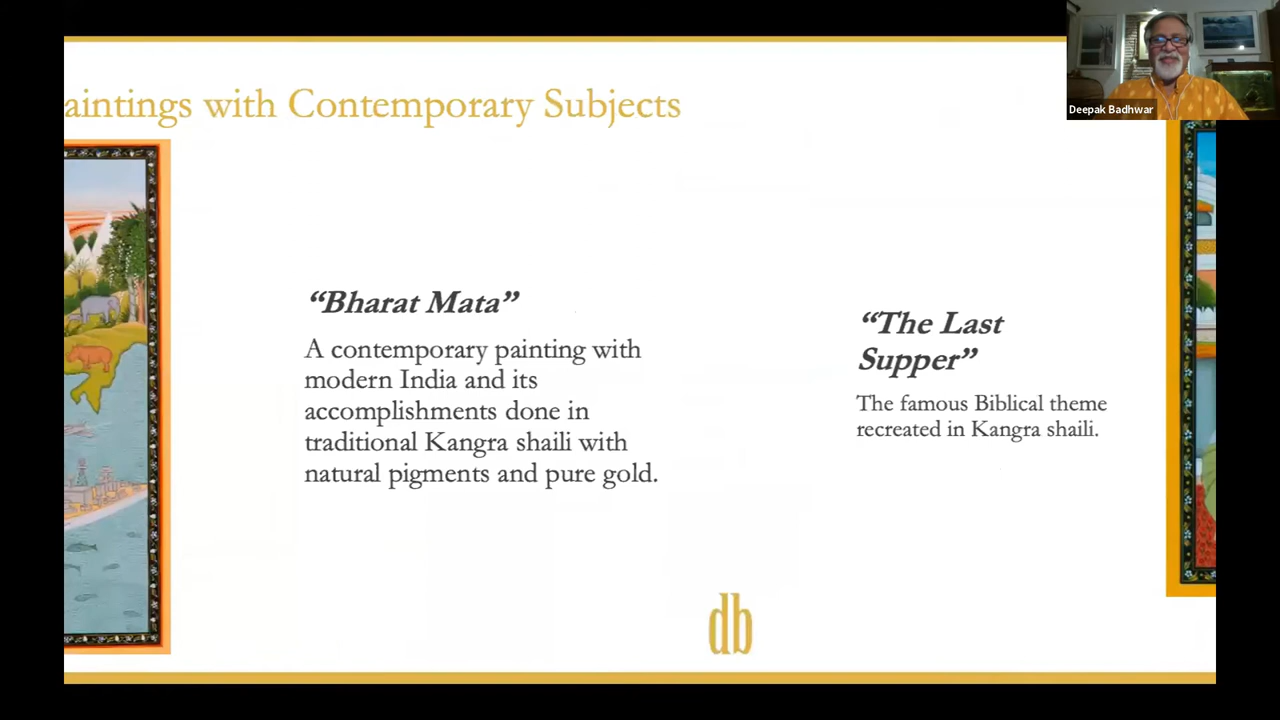 aintings with Contemporary Subjects
Deepak Badhwar
“Bharat Mata”
A contemporary painting with
modern India and its
accomplishments done in
traditional Kangra shaili with
natural pigments and pure gold.
“The Last
Supper”
The famous Biblical theme
recreated in Kangra shaili.
db